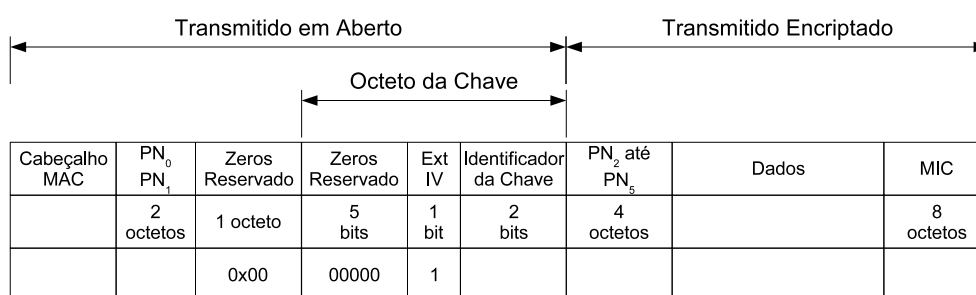 Transmitido em Aberto
Transmitido Encriptado
Octeto da Chave
Cabeçalho MAC
PN0 PN1
Zeros Reservado
Zeros Reservado
Ext IV
Identificador da Chave
PN2 até PN5
Dados
MIC
2 octetos
1 octeto
5 bits
1 bit
2 bits
4 octetos
8 octetos
0x00
00000
1